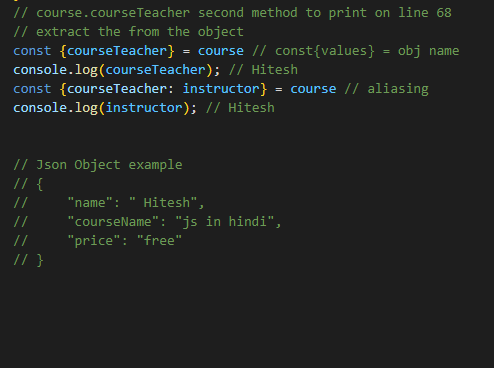 // course.courseTeacher second method to print on line 68
// extract the from the object
const {courseTeacher} = course // const{values} = obj name
console.log(courseTeacher); // Hitesh
const {courseTeacher: instructor} = course // aliasing
console.log(instructor); // Hitesh
// Json Object example
// {
//     "name": " Hitesh",
//     "courseName": "js in hindi",
//     "price": "free"
// }